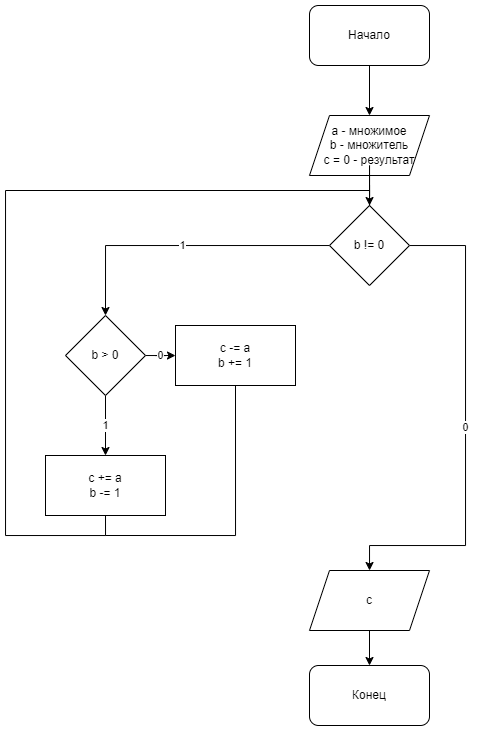 Начало
a - множимое
b - множитель
c = 0 - результат
b != 0
1
0
b > 0
0
c -= a
b += 1
1
c += a
b -= 1
c
Конец